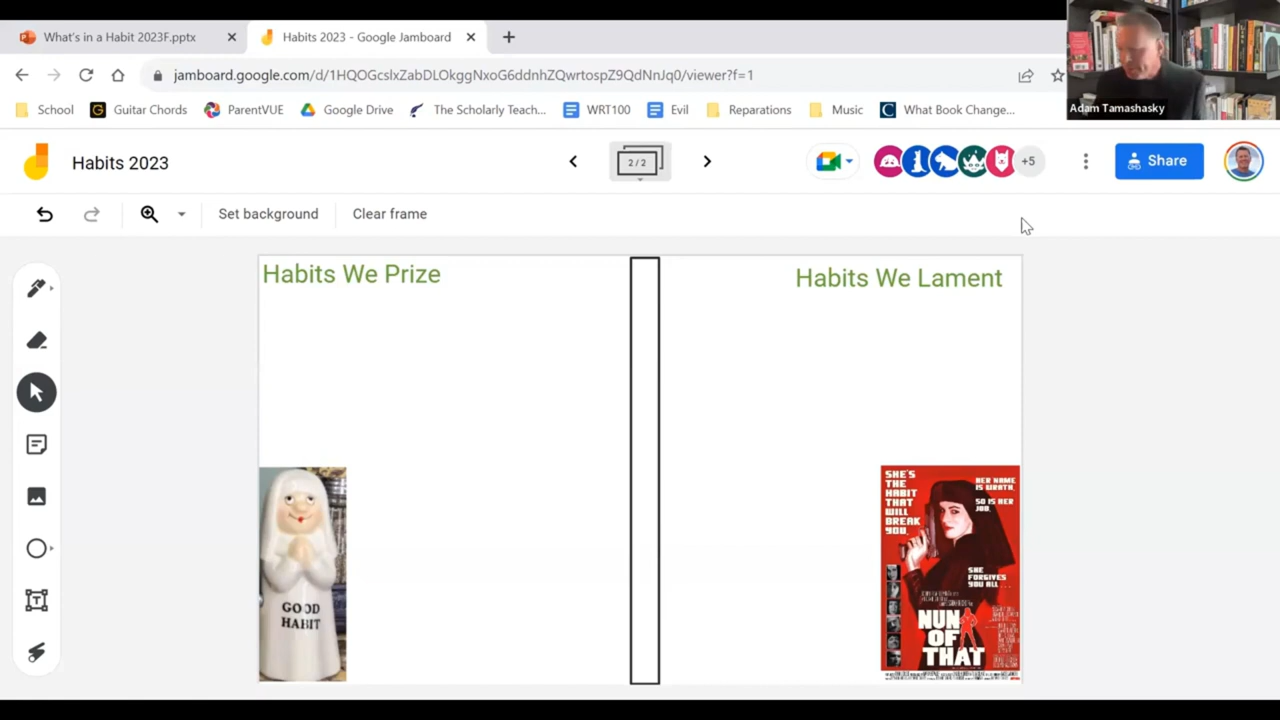 What's in a Habit 2023F.pptx
Habits 2023 - Google Jamboard
jamboard.google.com/d/1HQOGcslxZabDLOkggNxoG6ddnhZQwrtospZ9QdNnJq0/viewer?f=1
School
Guitar Chords
ParentVUE
Google Drive
The Scholarly Teach...
WRT100
Evil
Reparations
Music
What Book Change...
Adam Tamashasky
Habits 2023
2 / 2
+5
Share
Set background
Clear frame
Habits We Prize
Habits We Lament
GOOD
HABIT
SHE'S
THE
HABIT
THAT
WILL
BREAK
YOU.
HER NAME
IS WRATH.
SO IS HER
JOB.
SHE
FORGIVES
YOU ALL...
NUN
OF
THAT